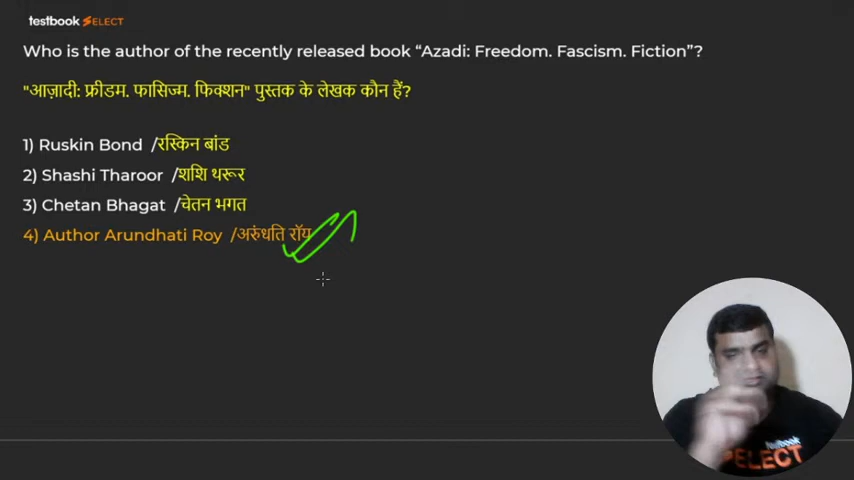 testbook SELECT
Who is the author of the recently released book “Azadi: Freedom. Fascism. Fiction”?
"आज़ादी: फ्रीडम. फासिज्म. फिक्शन" पुस्तक के लेखक कौन हैं?
1) Ruskin Bond /रस्किन बांड
2) Shashi Tharoor /शशि थरूर
3) Chetan Bhagat /चेतन भगत
4) Author Arundhati Roy /अरुंधति रॉय
testbook
SELECT